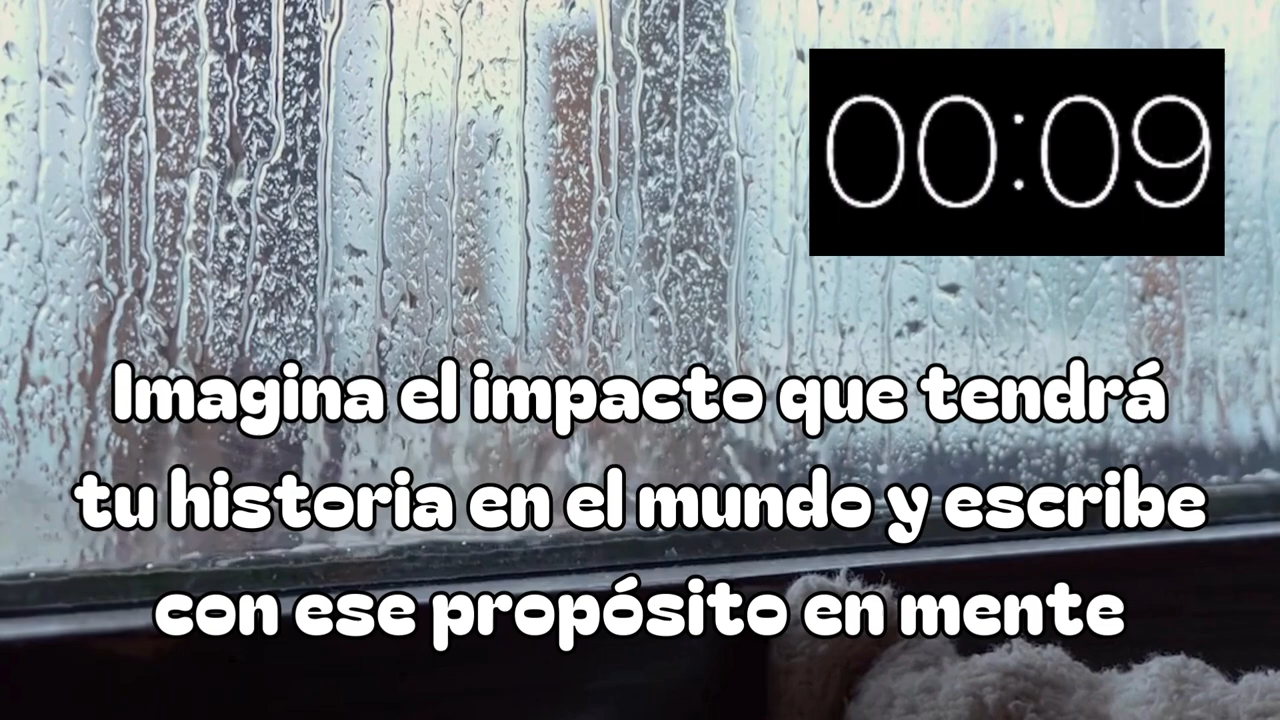 00:09
Imagina el impacto que tendrá
tu historia en el mundo y escribe
con ese propósito en mente